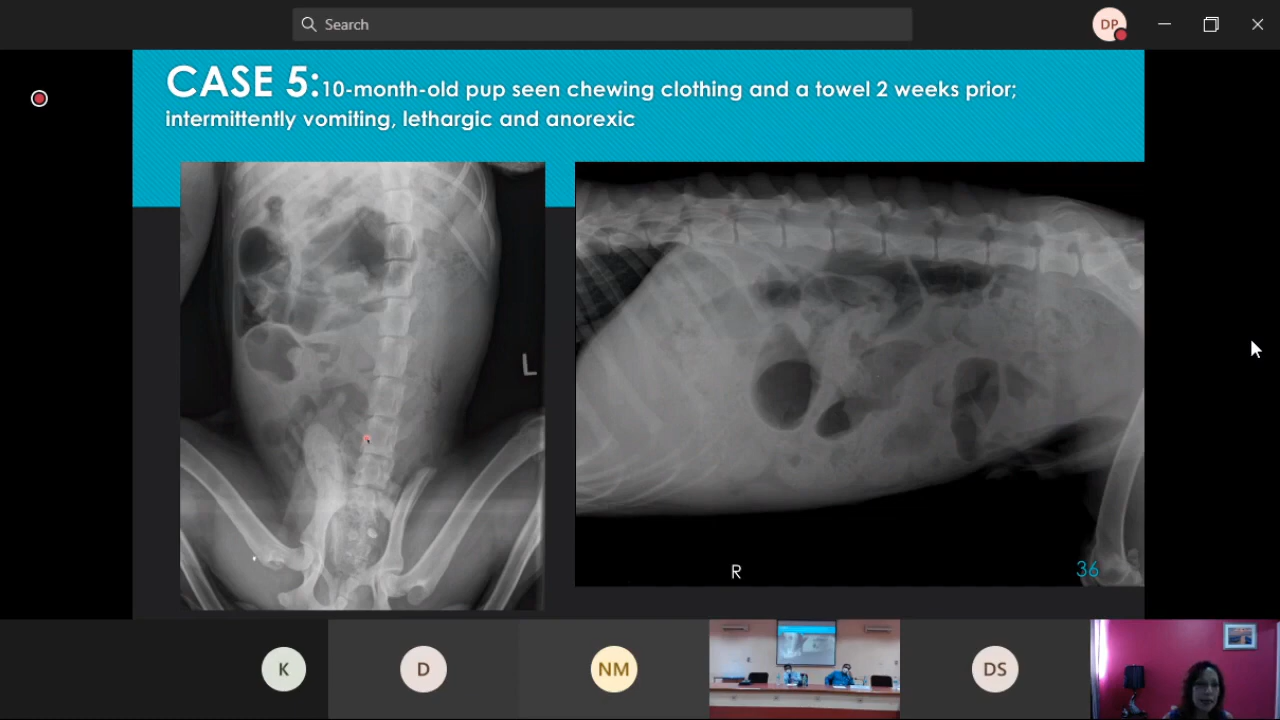 Search
DP
CASE 5:10-month-old pup seen chewing clothing and a towel 2 weeks prior;
intermittently vomiting, lethargic and anorexic
L
R
36
K
D
NM
DS